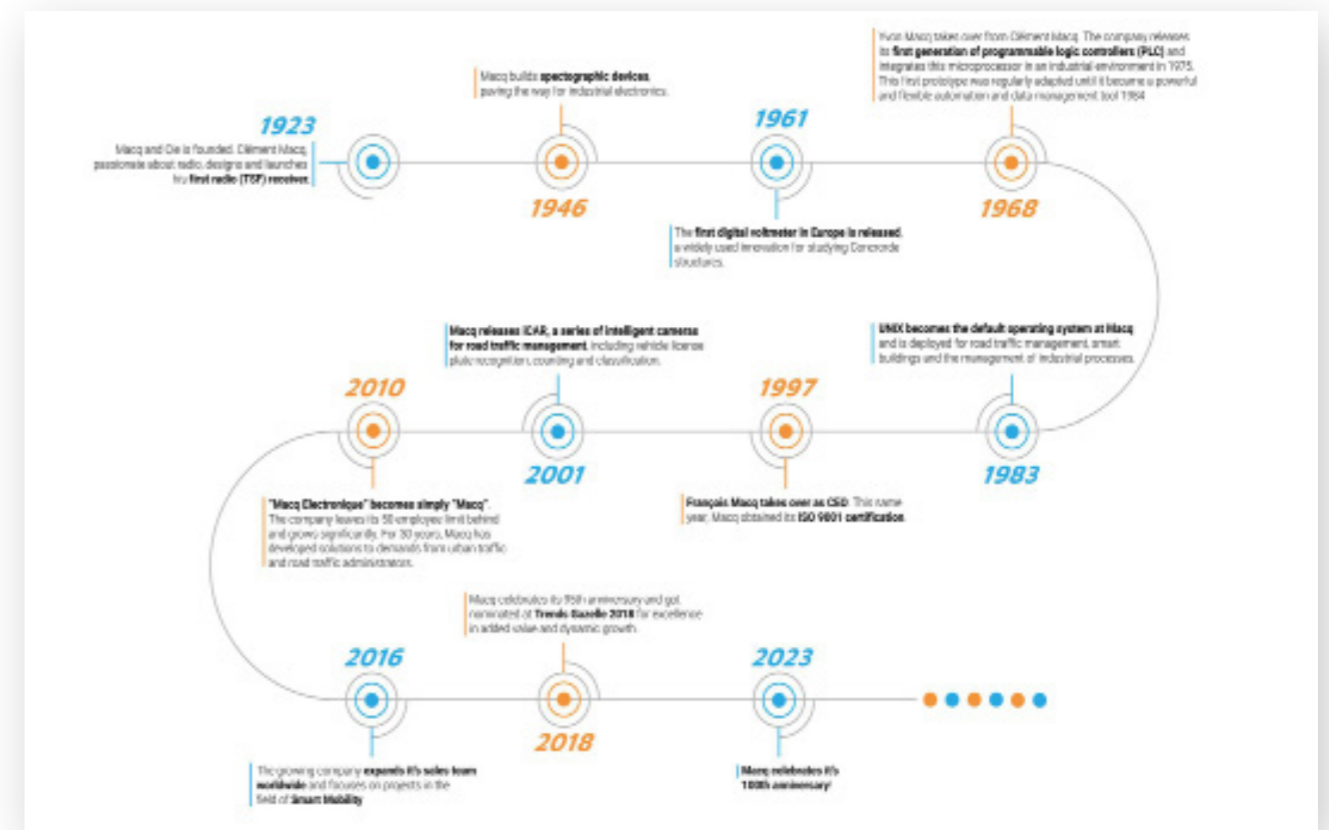 1923
Macq and Cie is founded. Clément Macq,
passionate about radio, designs and launches
his first radio (TSF) receiver.
Macq builds spectographic devices,
paving the way for industrial electronics.
1946
1961
The first digital voltmeter in Europe is released,
a widely used innovation for studying Concorde
structures.
Yvon Macq takes over from Clément Macq. The company releases
its first generation of programmable logic controllers (PLC) and
integrates this microprocessor in an industrial environment in 1975.
This first prototype was regularly adapted until it became a powerful
and flexible automation and data management tool 1984
1968
UNIX becomes the default operating system at Macq
and is deployed for road traffic management, smart
buildings and the management of industrial processes.
1983
1997
Français Macq takes over as CEO. This same
year, Macq obtained its ISO 9001 certification.
Macq releases iCAR, a series of intelligent cameras
for road traffic management, including vehicle license
plate recognition, counting and classification.
2001
2010
"Macq Electronique" becomes simply "Macq".
The company leaves its 50 employee limit behind
and grows significantly. For 30 years, Macq has
developed solutions to demands from urban traffic
and road traffic administrators.
2016
The growing company expands it's sales team
worldwide and focuses on projects in the
field of Smart Mobility
Macq celebrates its 95th anniversary and got
nominated at Trends Gazelle 2018 for excellence
in added value and dynamic growth.
2018
2023
Macq celebrates it's
100th anniversary!